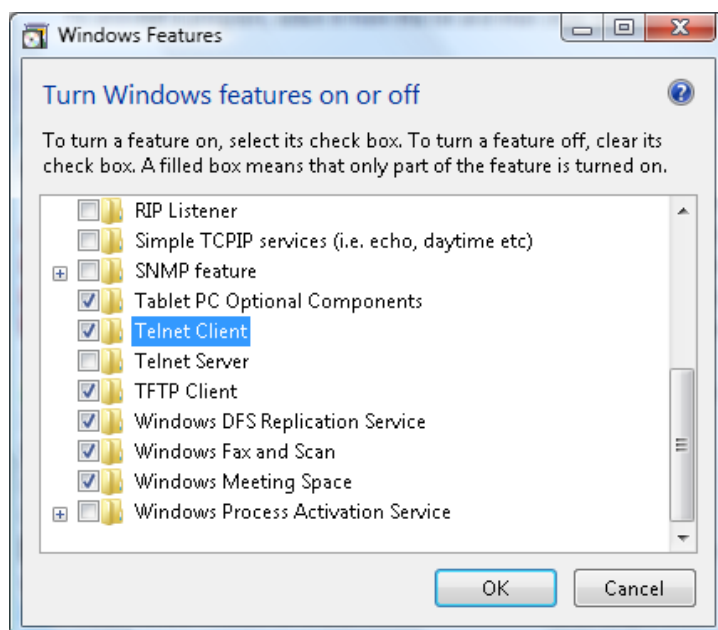 Windows Features
Turn Windows features on or off
To turn a feature on, select its check box. To turn a feature off, clear its
check box. A filled box means that only part of the feature is turned on.
RIP Listener
Simple TCPIP services (i.e. echo, daytime etc)
SNMP feature
Tablet PC Optional Components
Telnet Client
Telnet Server
TFTP Client
Windows DFS Replication Service
Windows Fax and Scan
Windows Meeting Space
Windows Process Activation Service
OK
Cancel